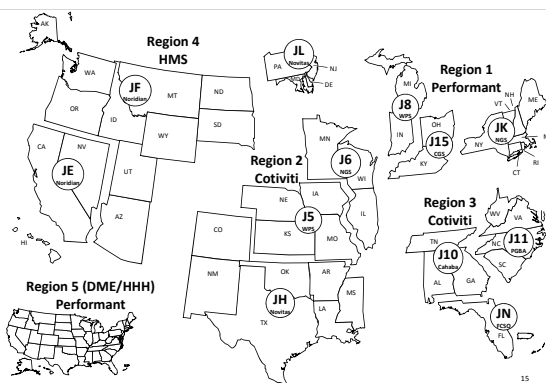 AK
Region 4
HMS
WA
OR
ID
MT
ND
SD
WY
JF
Noridian
CA
NV
UT
AZ
HI
JE
Noridian
JL
Novitas
PA
NJ
MD
DE
Region 1
Performant
MI
J8
WPS
IN
OH
J15
CGS
KY
ME
NH
VT
JK
NGS
NY
RI
CT
Region 2
Cotiviti
MN
J6
NGS
WI
IL
NE
IA
J5
WPS
KS
MO
CO
NM
OK
AR
JH
Novitas
TX
LA
MS
Region 3
Cotiviti
WV
VA
TN
NC
J11
PGBA
SC
J10
Cahaba
AL
GA
JN
FCSO
FL
Region 5 (DME/HHH)
Performant
15